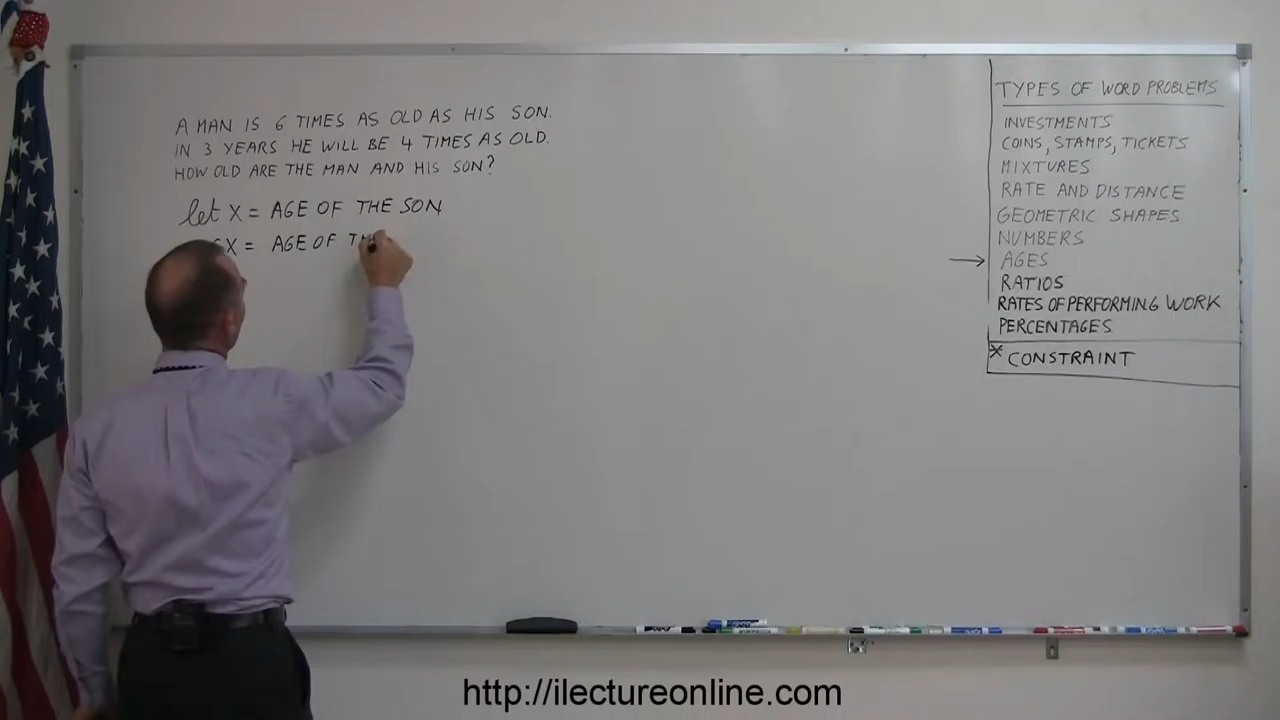 A MAN IS 6 TIMES AS OLD AS HIS SON.
IN 3 YEARS HE WILL BE 4 TIMES AS OLD.
HOW OLD ARE THE MAN AND HIS SON?
let X = AGE OF THE SON
X = AGE OF
TYPES OF WORD PROBLEMS
INVESTMENTS
COINS, STAMPS, TICKETS
MIXTURES
RATE AND DISTANCE
GEOMETRIC SHAPES
NUMBERS
→ AGES
RATIOS
RATES OF PERFORMING WORK
PERCENTAGES
* CONSTRAINT
http://ilectureonline.com